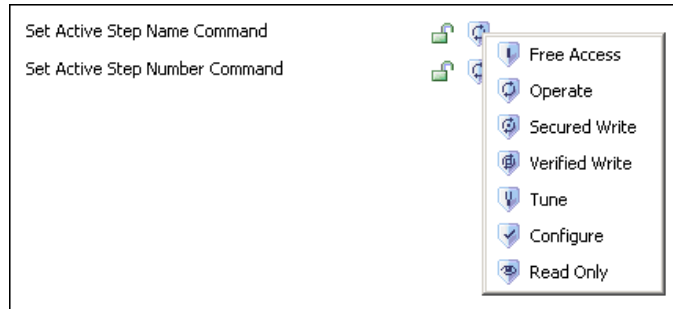 Set Active Step Name Command
Set Active Step Number Command
Free Access
Operate
Secured Write
Verified Write
Tune
Configure
Read Only